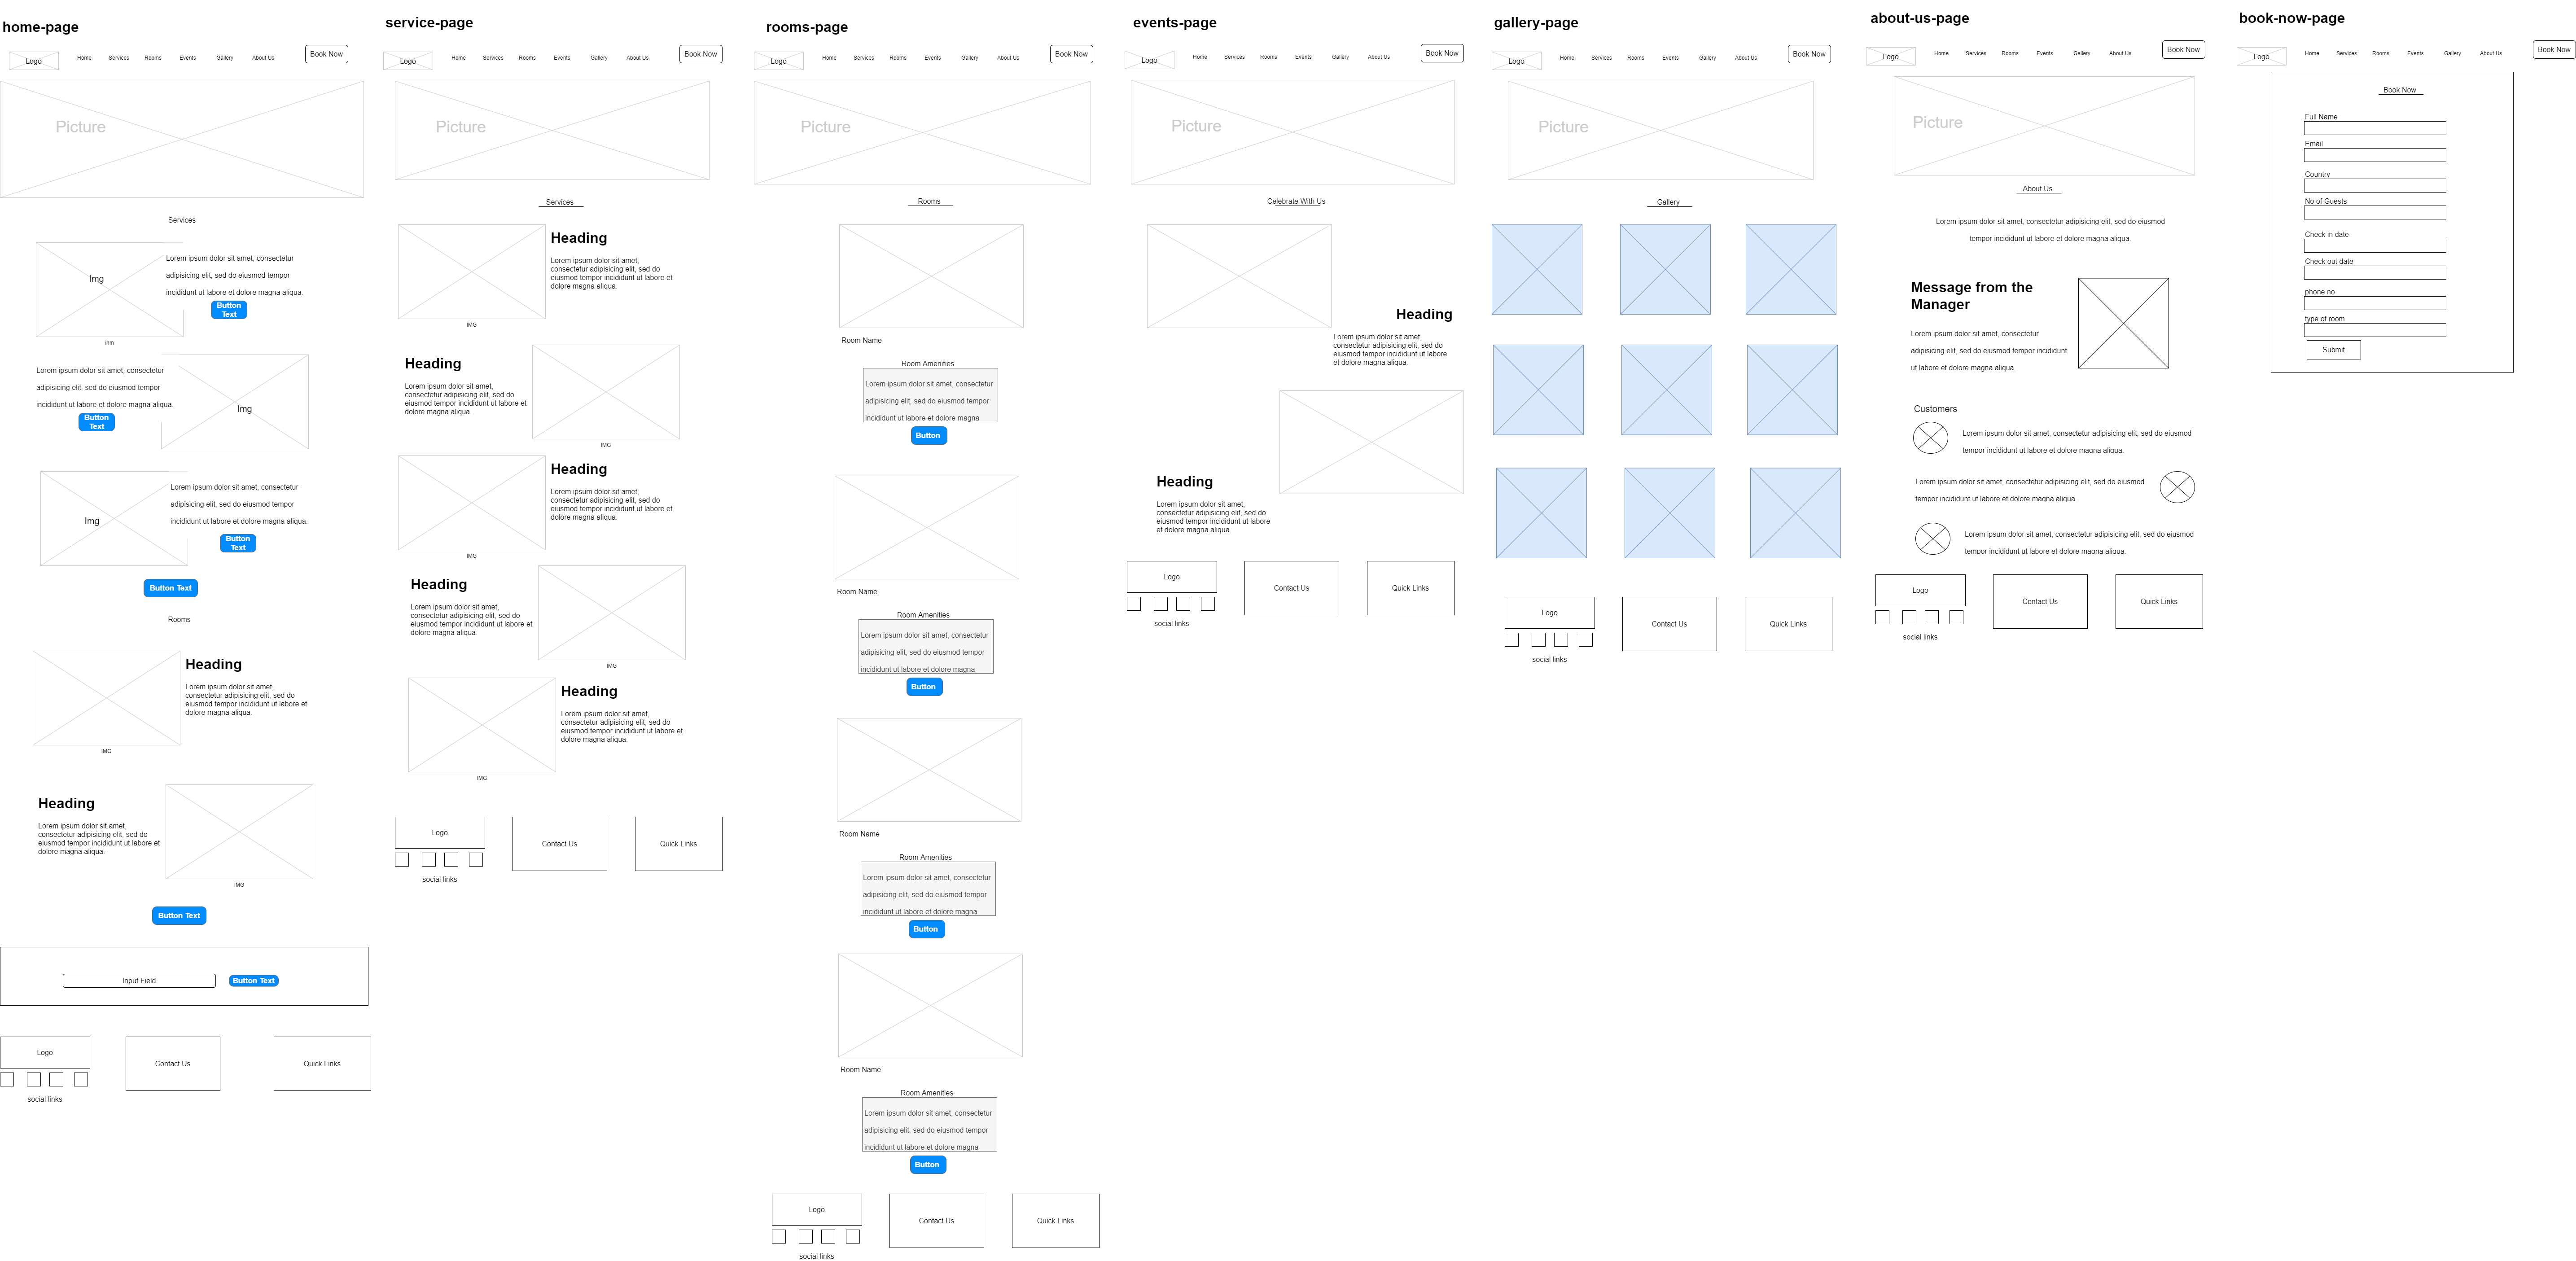 home-page
Logo
Home
Services
Rooms
Events
Gallery
About Us
Book Now
Picture
Services
Img
Lorem ipsum dolor sit amet, consectetur
adipisicing elit, sed do eiusmod tempor
incididunt ut labore et dolore magna aliqua.
Button
Text
Lorem ipsum dolor sit amet, consectetur
adipisicing elit, sed do eiusmod tempor
incididunt ut labore et dolore magna aliqua.
Button
Text
Img
Img
Lorem ipsum dolor sit amet, consectetur
adipisicing elit, sed do eiusmod tempor
incididunt ut labore et dolore magna aliqua.
Button
Text
Button Text
Rooms
Heading
Lorem ipsum dolor sit amet,
consectetur adipisicing elit, sed do
eiusmod tempor incididunt ut labore et
dolore magna aliqua.
IMG
Heading
Lorem ipsum dolor sit amet,
consectetur adipisicing elit, sed do
eiusmod tempor incididunt ut labore et
dolore magna aliqua.
IMG
Button Text
Input Field
Button Text
Logo
Contact Us
Quick Links
social links
service-page
Logo
Home
Services
Rooms
Events
Gallery
About Us
Book Now
Picture
Services
Heading
Lorem ipsum dolor sit amet,
consectetur adipisicing elit, sed do
eiusmod tempor incididunt ut labore et
dolore magna aliqua.
IMG
Heading
Lorem ipsum dolor sit amet,
consectetur adipisicing elit, sed do
eiusmod tempor incididunt ut labore et
dolore magna aliqua.
IMG
Heading
Lorem ipsum dolor sit amet,
consectetur adipisicing elit, sed do
eiusmod tempor incididunt ut labore et
dolore magna aliqua.
IMG
Heading
Lorem ipsum dolor sit amet,
consectetur adipisicing elit, sed do
eiusmod tempor incididunt ut labore et
dolore magna aliqua.
IMG
Heading
Lorem ipsum dolor sit amet,
consectetur adipisicing elit, sed do
eiusmod tempor incididunt ut labore et
dolore magna aliqua.
IMG
Logo
Contact Us
Quick Links
social links
rooms-page
Logo
Home
Services
Rooms
Events
Gallery
About Us
Book Now
Picture
Rooms
Room Name
Room Amenities
Lorem ipsum dolor sit amet, consectetur
adipisicing elit, sed do eiusmod tempor
incididunt ut labore et dolore magna
Button
Room Name
Room Amenities
Lorem ipsum dolor sit amet, consectetur
adipisicing elit, sed do eiusmod tempor
incididunt ut labore et dolore magna
Button
Room Name
Room Amenities
Lorem ipsum dolor sit amet, consectetur
adipisicing elit, sed do eiusmod tempor
incididunt ut labore et dolore magna
Button
Room Name
Room Amenities
Lorem ipsum dolor sit amet, consectetur
adipisicing elit, sed do eiusmod tempor
incididunt ut labore et dolore magna
Button
Logo
Contact Us
Quick Links
social links
events-page
Logo
Home
Services
Rooms
Events
Gallery
About Us
Book Now
Picture
Celebrate With Us
Heading
Lorem ipsum dolor sit amet,
consectetur adipisicing elit, sed do
eiusmod tempor incididunt ut labore
et dolore magna aliqua.
Heading
Lorem ipsum dolor sit amet,
consectetur adipisicing elit, sed do
eiusmod tempor incididunt ut labore
et dolore magna aliqua.
Logo
Contact Us
Quick Links
social links
gallery-page
Logo
Home
Services
Rooms
Events
Gallery
About Us
Book Now
Picture
Gallery
Logo
Contact Us
Quick Links
social links
about-us-page
Logo
Home
Services
Rooms
Events
Gallery
About Us
Book Now
Picture
About Us
Lorem ipsum dolor sit amet, consectetur adipisicing elit, sed do eiusmod
tempor incididunt ut labore et dolore magna aliqua.
Message from the
Manager
Lorem ipsum dolor sit amet, consectetur
adipisicing elit, sed do eiusmod tempor incididunt
ut labore et dolore magna aliqua.
Customers
Lorem ipsum dolor sit amet, consectetur adipisicing elit, sed do eiusmod
tempor incididunt ut labore et dolore magna aliqua.
Lorem ipsum dolor sit amet, consectetur adipisicing elit, sed do eiusmod
tempor incididunt ut labore et dolore magna aliqua.
Lorem ipsum dolor sit amet, consectetur adipisicing elit, sed do eiusmod
tempor incididunt ut labore et dolore magna aliqua.
Logo
Contact Us
Quick Links
social links
book-now-page
Logo
Home
Services
Rooms
Events
Gallery
About Us
Book Now
Book Now
Full Name
Email
Country
No of Guests
Check in date
Check out date
phone no
type of room
Submit